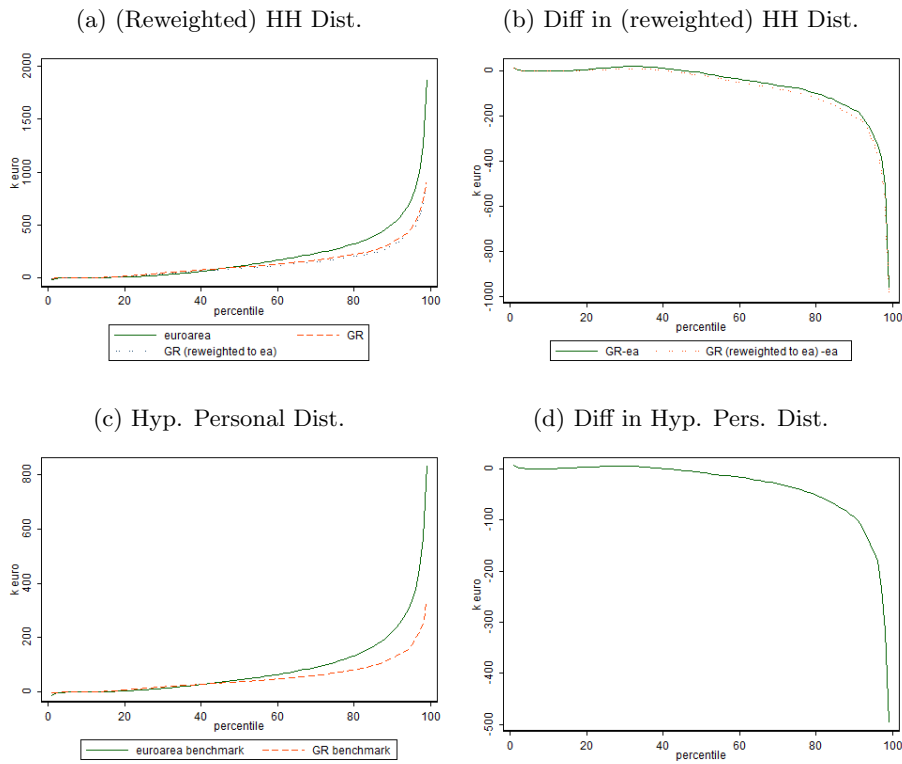 (a) (Reweighted) HH Dist.
k euro
2000
1500
1000
500
0
0 20 40 60 80 100
percentile
euroarea GR
GR (reweighted to ea)
(b) Diff in (reweighted) HH Dist.
k euro
0
-200
-400
-600
-800
-1000
0 20 40 60 80 100
percentile
GR-ea GR (reweighted to ea) -ea
(c) Hyp. Personal Dist.
k euro
800
600
400
200
0
0 20 40 60 80 100
percentile
euroarea benchmark GR benchmark
(d) Diff in Hyp. Pers. Dist.
k euro
0
-100
-200
-300
-400
-500
0 20 40 60 80 100
percentile